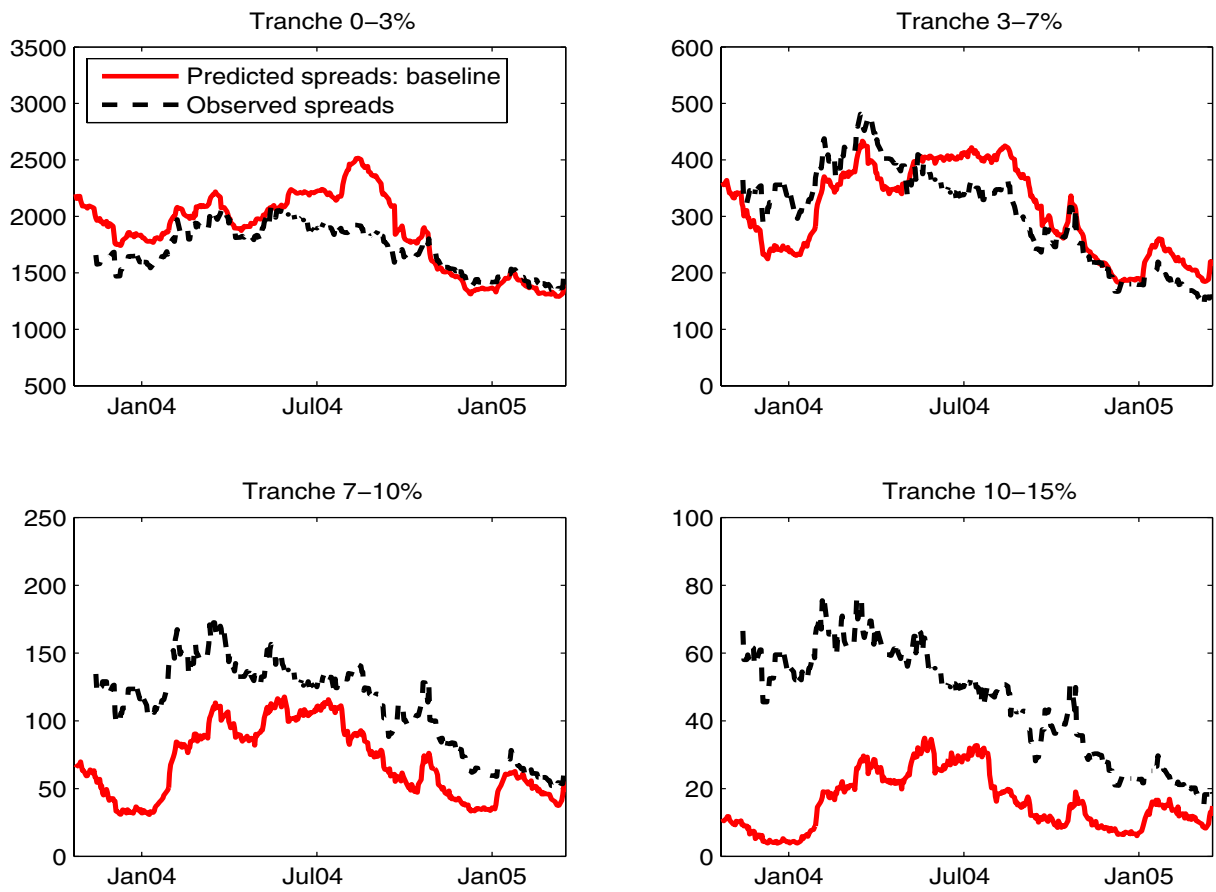 Tranche 0−3%
3500
3000
2500
2000
1500
1000
500
Predicted spreads: baseline
Observed spreads
Jan04 Jul04 Jan05
Tranche 3−7%
600
500
400
300
200
100
0
Jan04 Jul04 Jan05
Tranche 7−10%
250
200
150
100
50
0
Jan04 Jul04 Jan05
Tranche 10−15%
100
80
60
40
20
0
Jan04 Jul04 Jan05